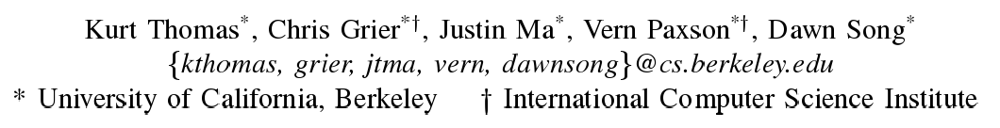 Kurt Thomas*, Chris Grier*†, Justin Ma*, Vern Paxson*†, Dawn Song*
{kthomas, grier, jtma, vern, dawnsong}@cs.berkeley.edu
* University of California, Berkeley † International Computer Science Institute